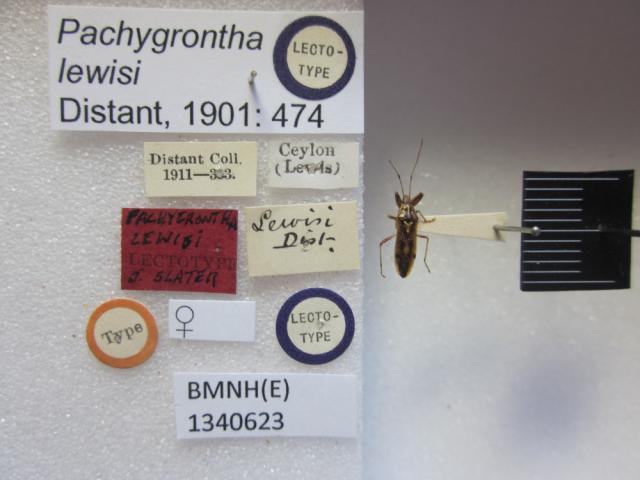 Pachygrontha
lewisi
Distant, 1901: 474
LECTO-
TYPE
Distant Coll.
1911—383.
Ceylon
(Lewis)
PACHYGRONTHA
LEWISI
LECTOTYPE
J. SLATER
Lewisi
Dist.
Type
♀
LECTO-
TYPE
BMNH(E)
1340623